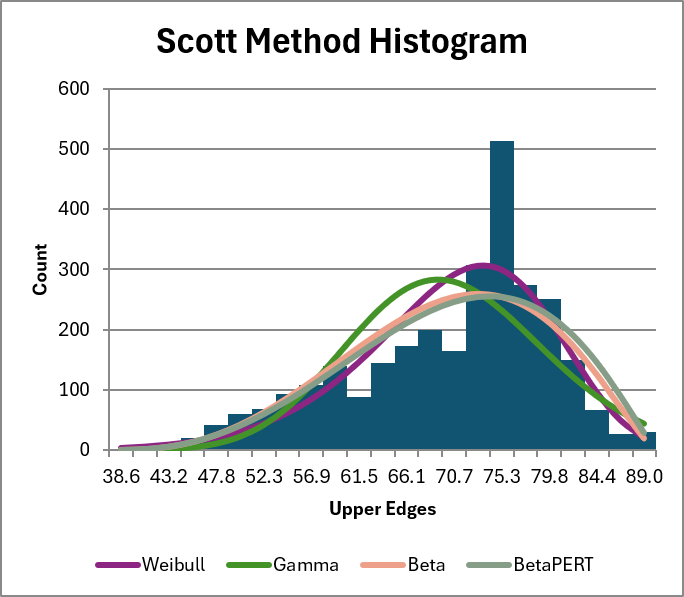 Scott Method Histogram
600
500
400
300
200
100
0
Count
38.6 43.2 47.8 52.3 56.9 61.5 66.1 70.7 75.3 79.8 84.4 89.0
Upper Edges
Weibull Gamma Beta BetaPERT